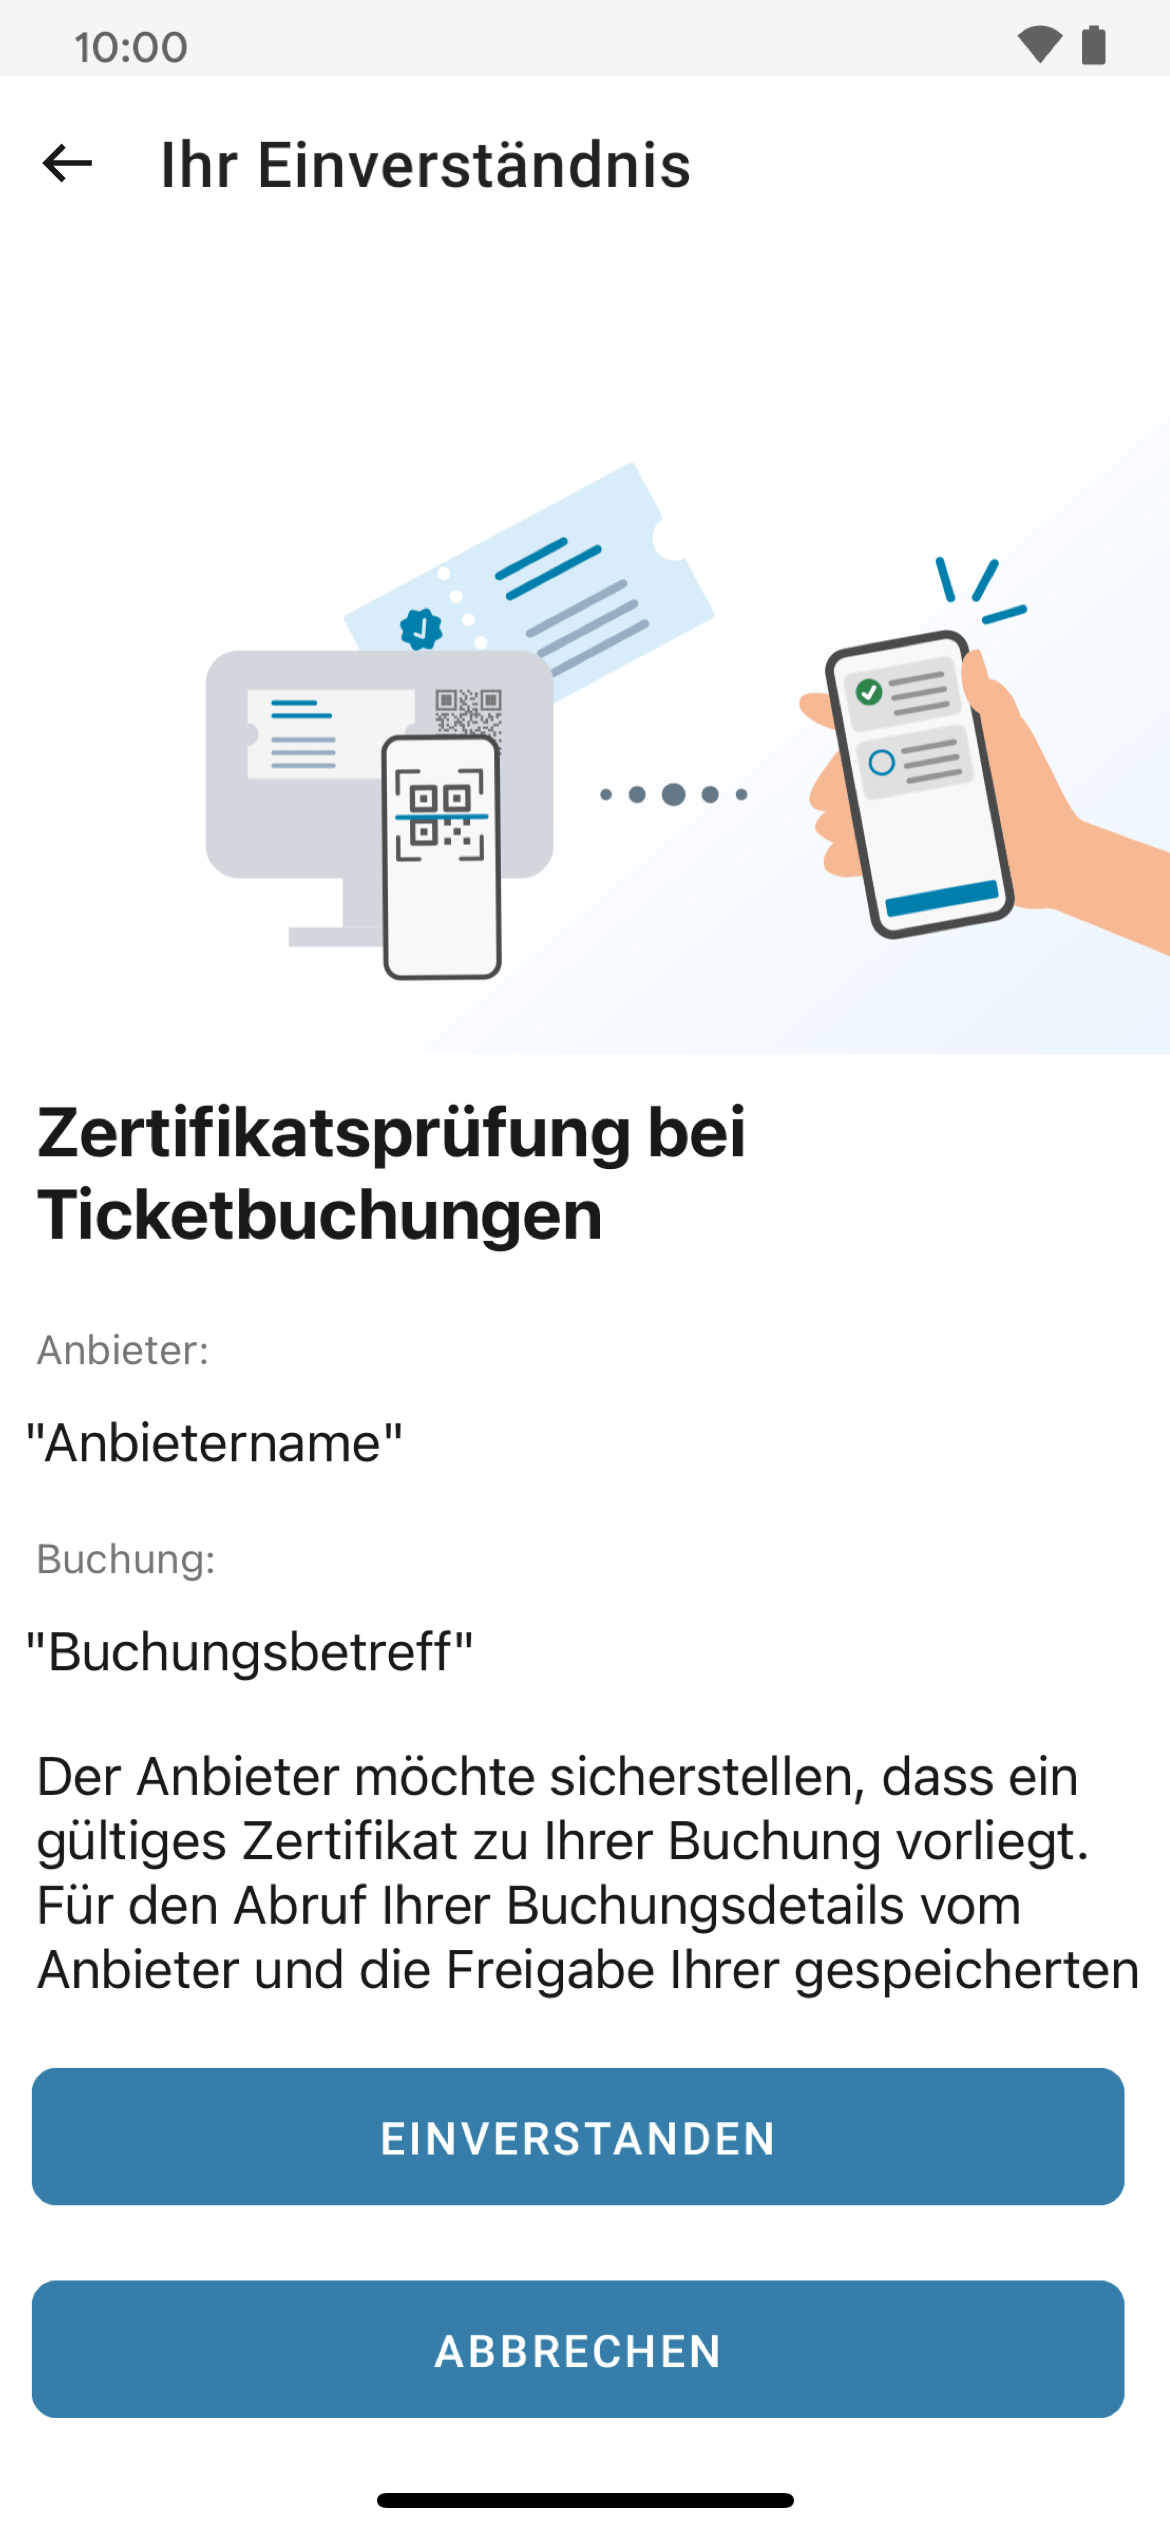 10:00
Ihr Einverständnis
Zertifikatsprüfung bei
Ticketbuchungen
Anbieter:
"Anbietername"
Buchung:
"Buchungsbetreff"
Der Anbieter möchte sicherstellen, dass ein
gültiges Zertifikat zu Ihrer Buchung vorliegt.
Für den Abruf Ihrer Buchungsdetails vom
Anbieter und die Freigabe Ihrer gespeicherten
EINVERSTANDEN
ABBRECHEN